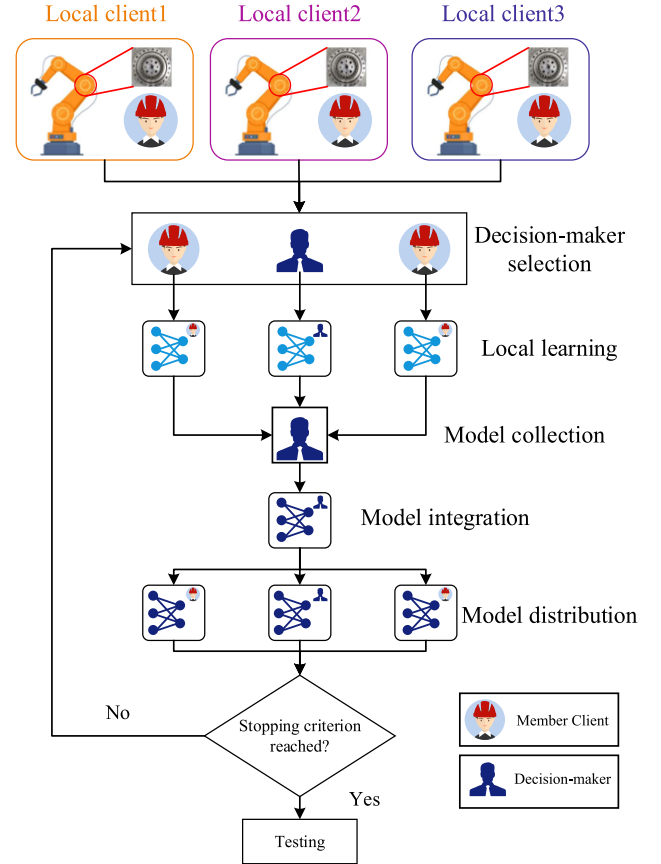 Local client1
Local client2
Local client3
Decision-maker
selection
Local learning
Model collection
Model integration
Model distribution
No
Stopping criterion
reached?
Yes
Testing
Member Client
Decision-maker